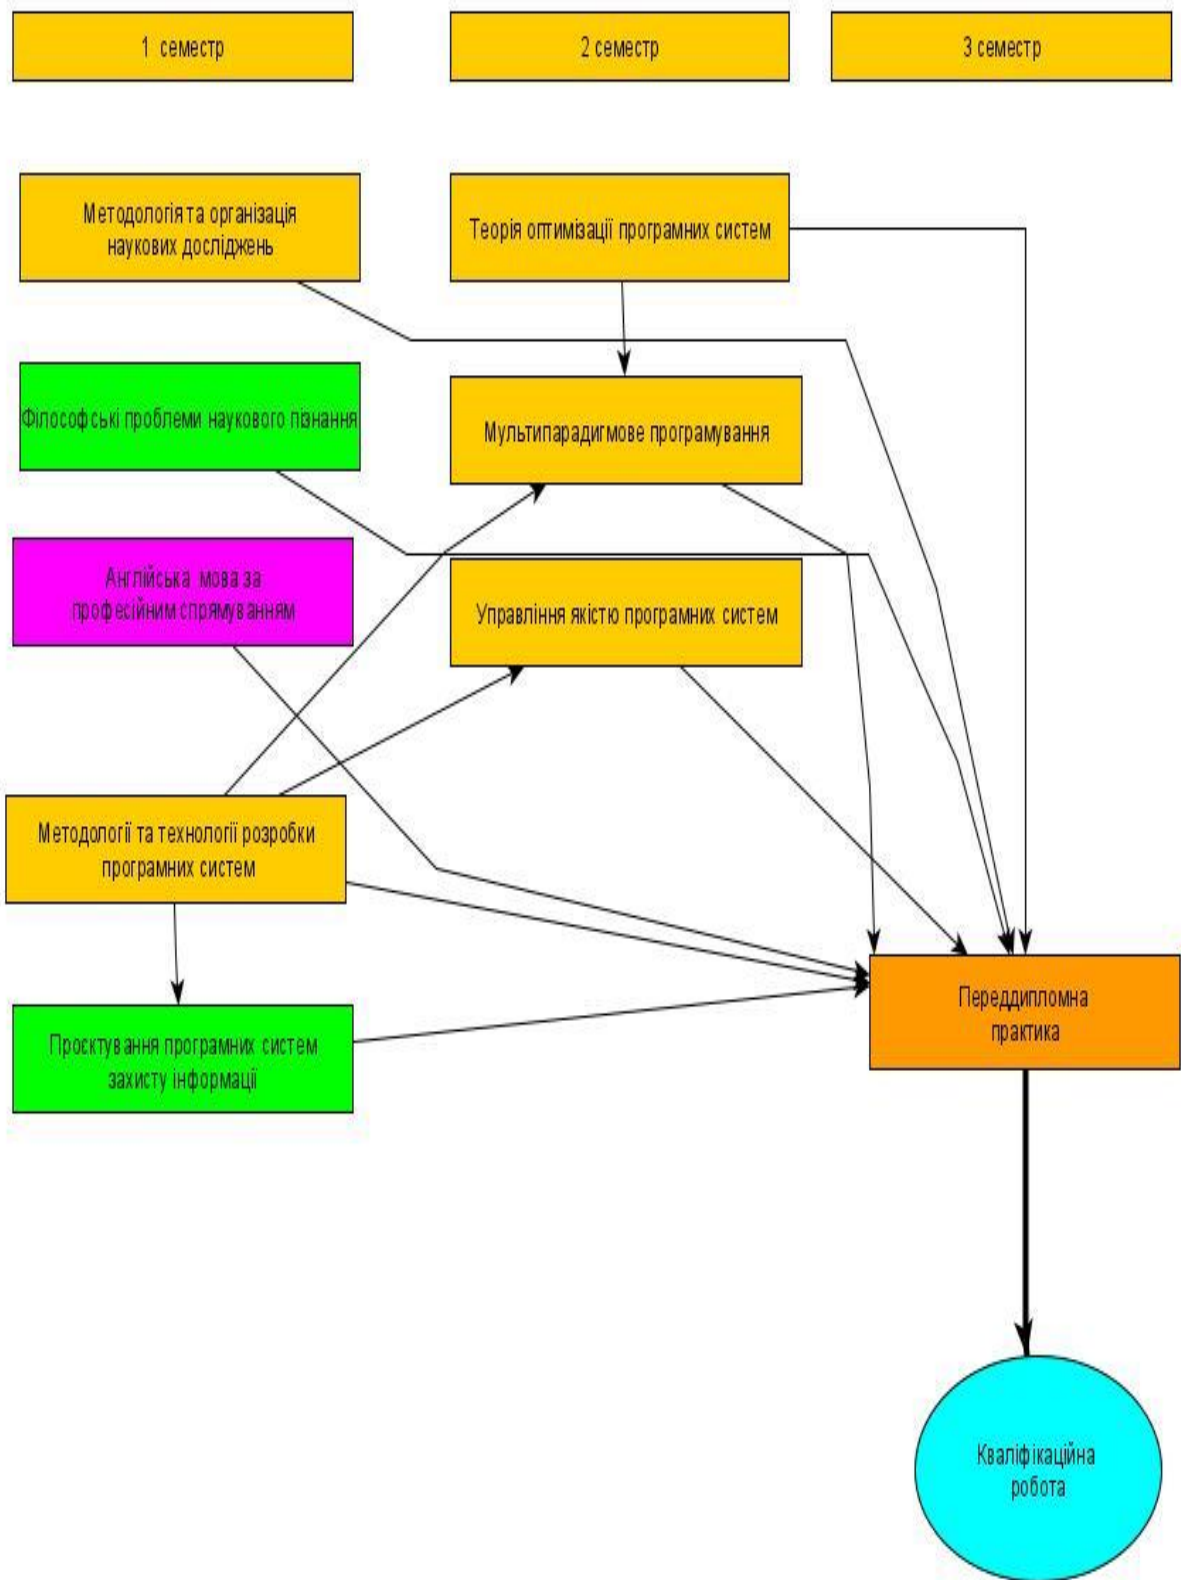 1 семестр
2 семестр
3 семестр
Методологія та організація
наукових досліджень
Теорія оптимізації програмних систем
Філософські проблеми наукового пізнання
Мультипарадигмове програмування
Англійська мова за
професійним спрямуванням
Управління якістю програмних систем
Методології та технології розробки
програмних систем
Проєктування програмних систем
захисту інформації
Переддипломна
практика
Кваліфікаційна
робота